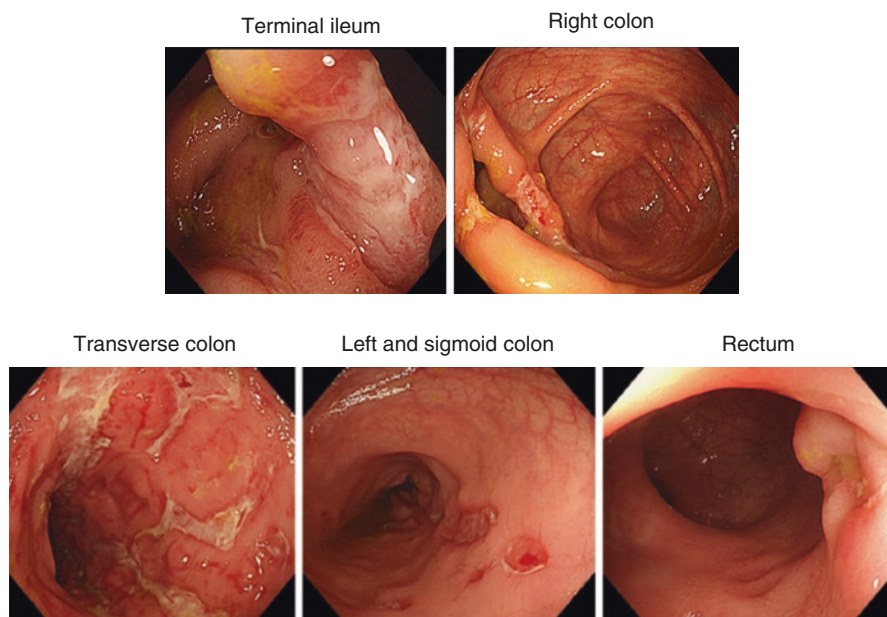 Terminal ileum
Right colon
Transverse colon
Left and sigmoid colon
Rectum